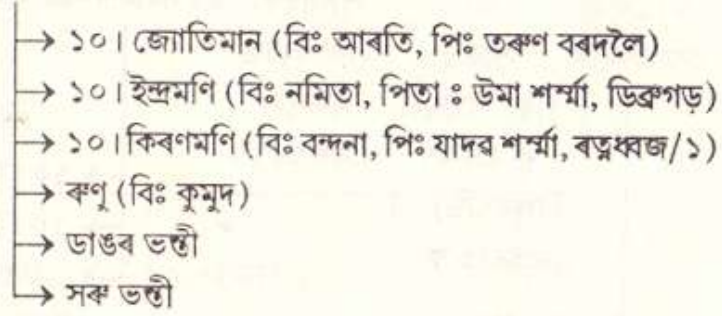 → ১০। জ্যোতিমান (বিঃ আৰতি, পিঃ তৰুণ বৰদলৈ)
→ ১০। ইন্দ্ৰমণি (বিঃ নমিতা, পিতা ঃ উমা শৰ্ম্মা, ডিব্ৰুগড়)
→ ১০। কিৰণমণি (বিঃ বন্দনা, পিঃ যাদৱ শৰ্ম্মা, ৰত্নধ্বজ/১)
→ ৰুণু (বিঃ কুমুদ)
→ ডাঙৰ ভন্তী
→ সৰু ভন্তী